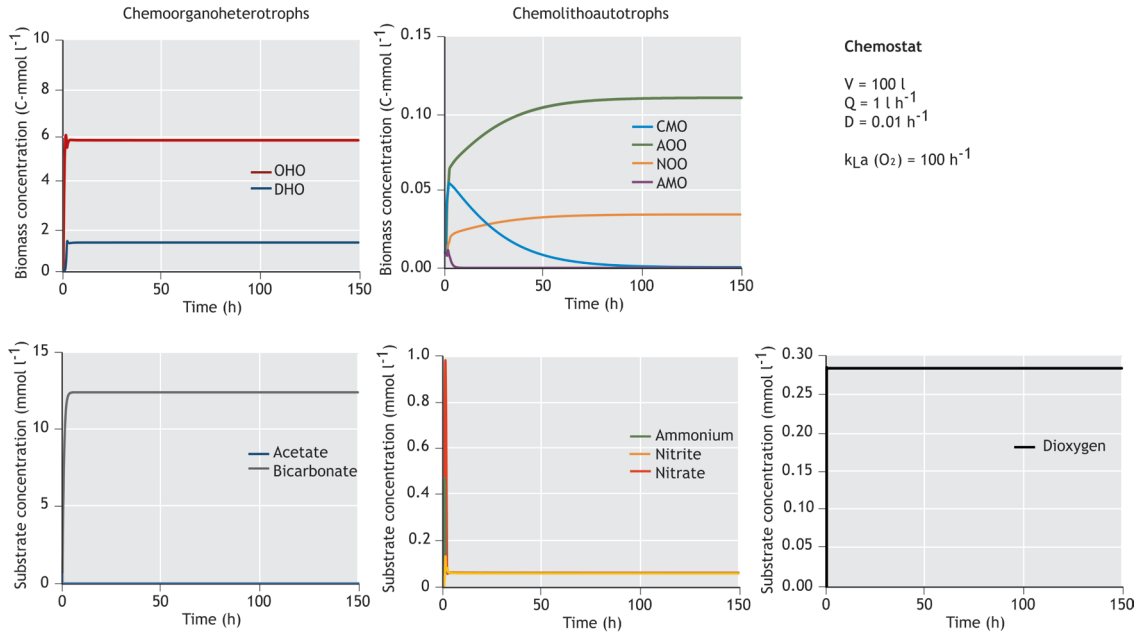 Chemoorganoheterotrophs
Biomass concentration (C-mmol l⁻¹)
10
8
6
4
2
0
OHO
DHO
0 50 100 150
Time (h)
Chemolithoautotrophs
Biomass concentration (C-mmol l⁻¹)
0.15
0.10
0.05
0.00
CMO
AOO
NOO
AMO
0 50 100 150
Time (h)
Chemostat
V = 100 l
Q = 1 l h⁻¹
D = 0.01 h⁻¹
kLa (O₂) = 100 h⁻¹
Substrate concentration (mmol l⁻¹)
15
10
5
0
Acetate
Bicarbonate
0 50 100 150
Time (h)
Substrate concentration (mmol l⁻¹)
1.0
0.8
0.6
0.4
0.2
0
Ammonium
Nitrite
Nitrate
0 50 100 150
Time (h)
Substrate concentration (mmol l⁻¹)
0.30
0.25
0.20
0.15
0.10
0.05
0.00
Dioxygen
0 50 100 150
Time (h)